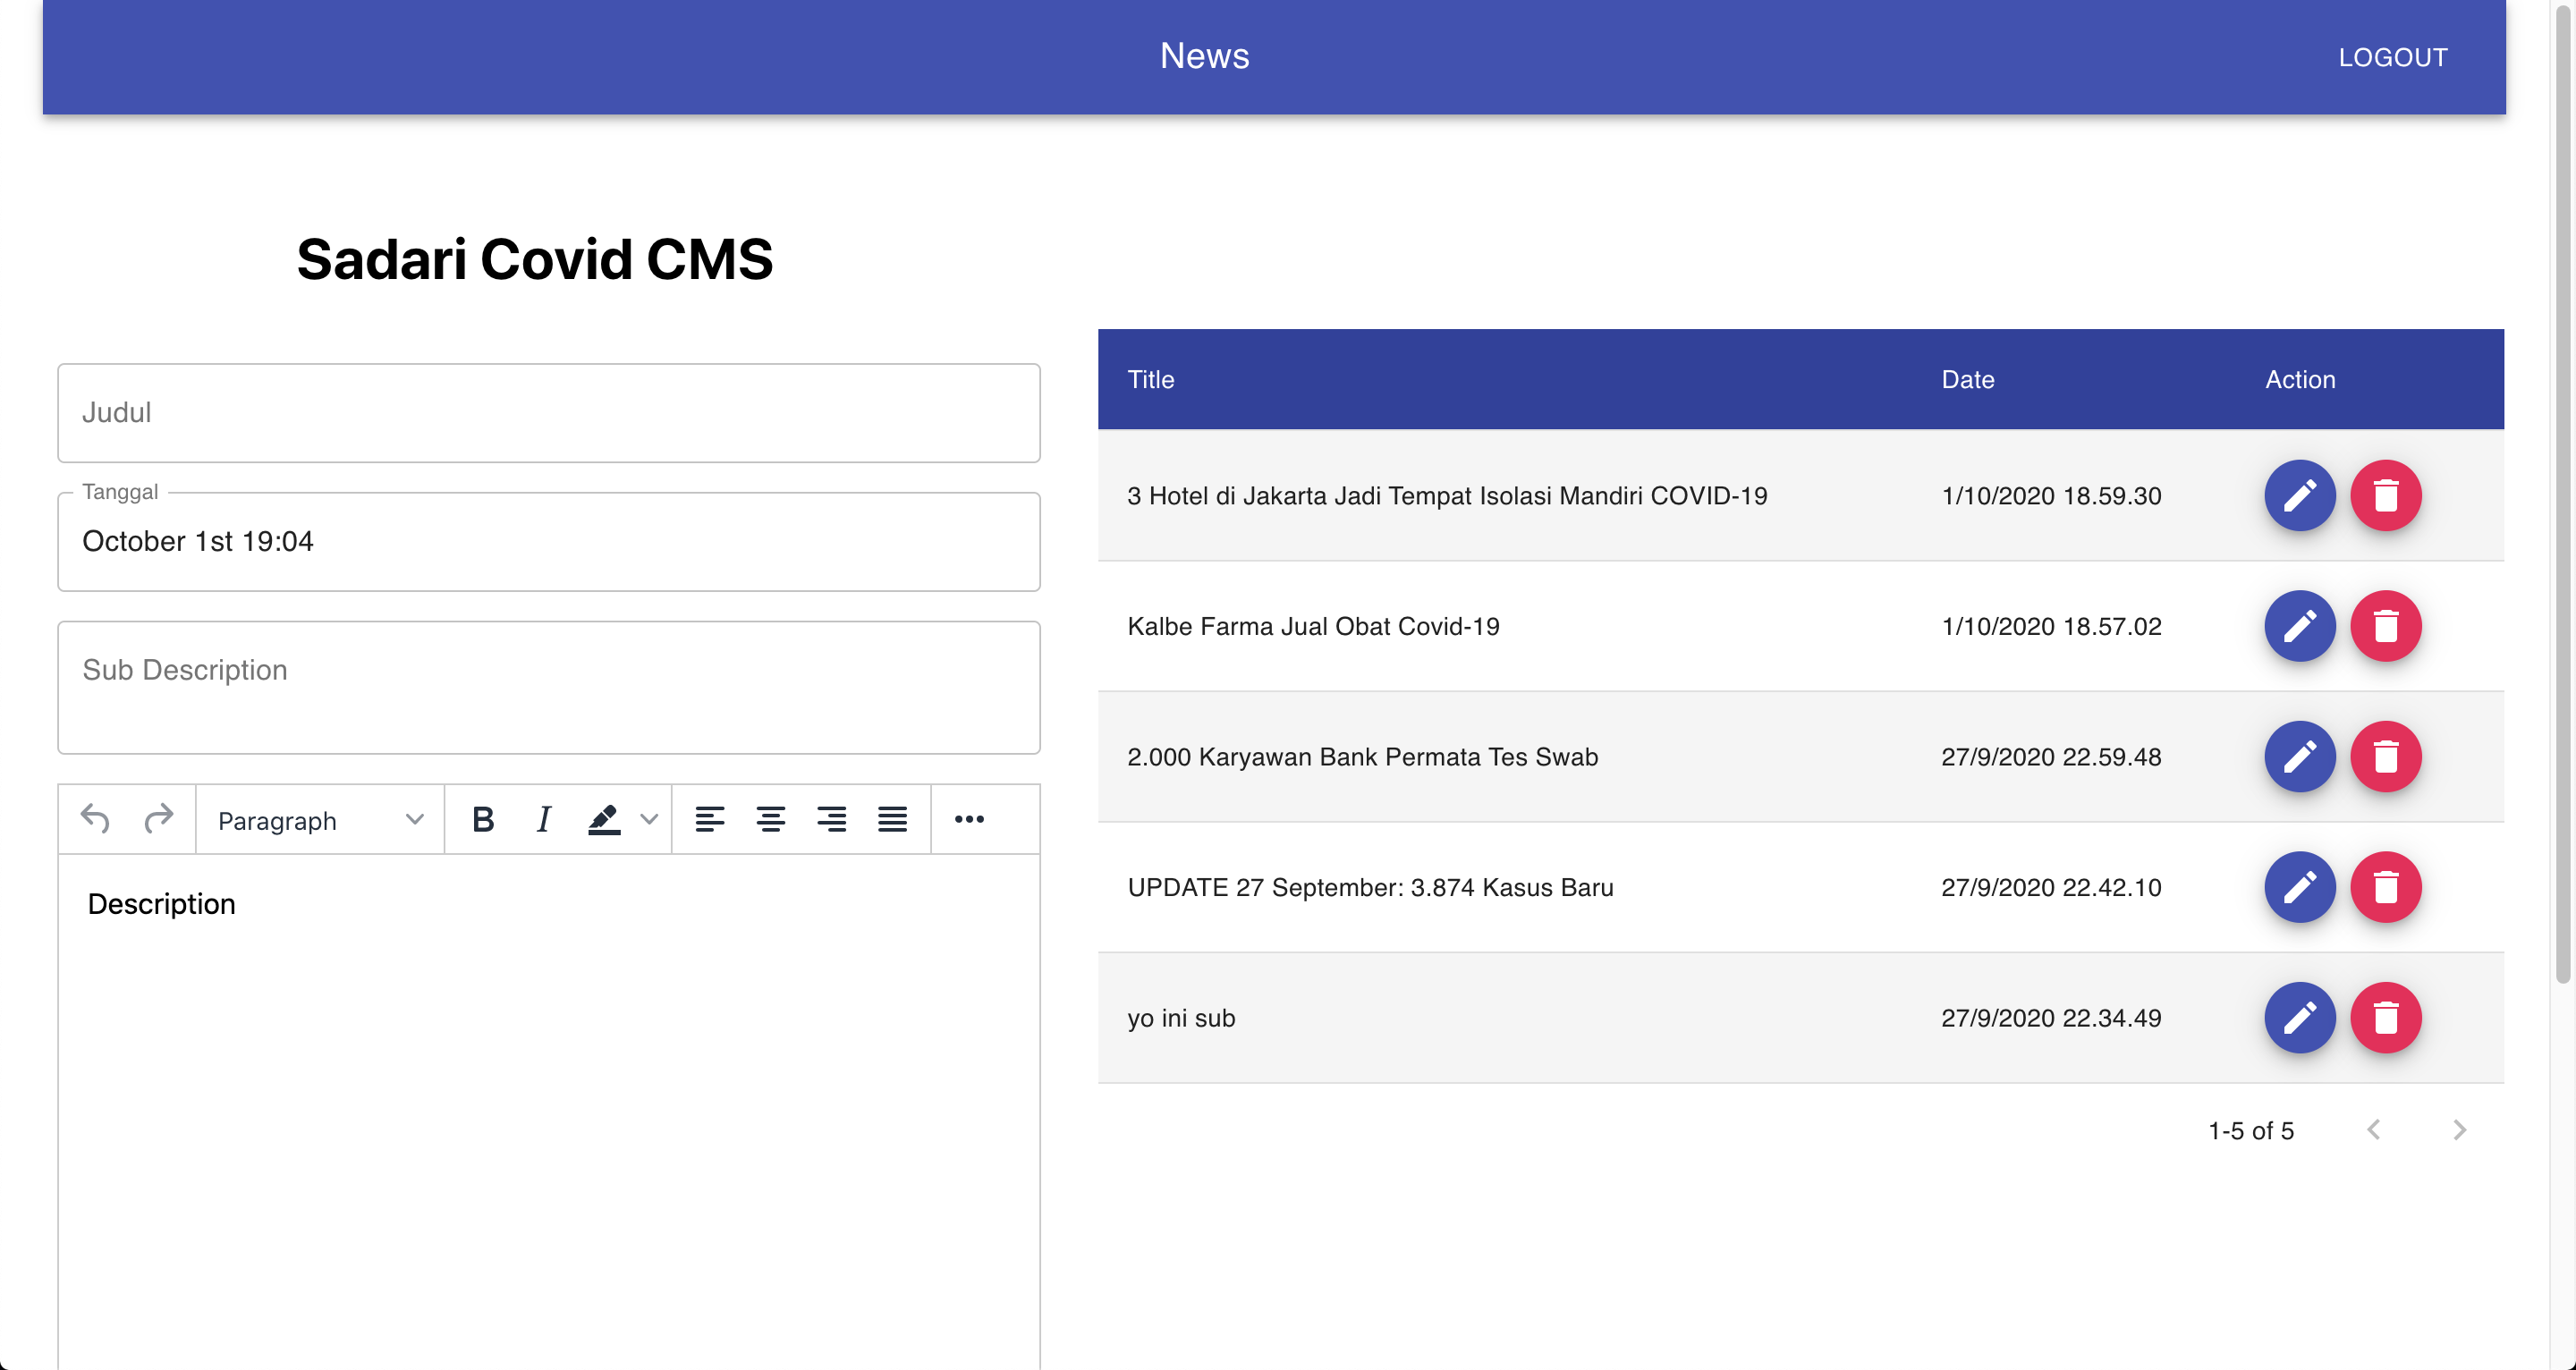 News
LOGOUT
Sadari Covid CMS
Judul
Tanggal
October 1st 19:04
Sub Description
Paragraph
B I
Description
Title Date Action
3 Hotel di Jakarta Jadi Tempat Isolasi Mandiri COVID-19 1/10/2020 18.59.30
Kalbe Farma Jual Obat Covid-19 1/10/2020 18.57.02
2.000 Karyawan Bank Permata Tes Swab 27/9/2020 22.59.48
UPDATE 27 September: 3.874 Kasus Baru 27/9/2020 22.42.10
yo ini sub 27/9/2020 22.34.49
1-5 of 5